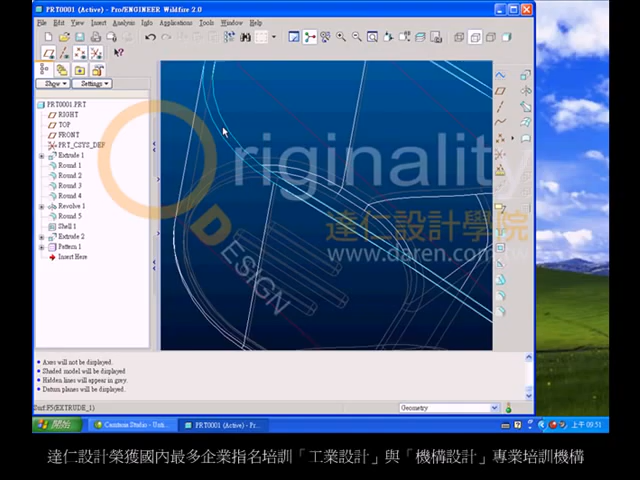 PRT0001 (Active) - Pro/ENGINEER Wildfire 2.0
File Edit View Insert Analysis Info Applications Tools Window Help
Show Settings
PRT0001.PRT
RIGHT
TOP
FRONT
PRT_CSYS_DEF
Extrude 1
Round 1
Round 2
Round 3
Round 4
Revolve 1
Round 5
Shell 1
Extrude 2
Pattern 1
Insert Here
Originality
DESIGN
達仁設計學院
www.daren.com.tw
Axes will not be displayed.
Shaded model will be displayed
Hidden lines will appear in grey.
Datum planes will be displayed.
Surf:F5(EXTRUDE_1)
Geometry
開始
Camtasia Studio - Unti...
PRT0001 (Active) - Pr...
上午 09:51
達仁設計榮獲國內最多企業指名培訓「工業設計」與「機構設計」專業培訓機構